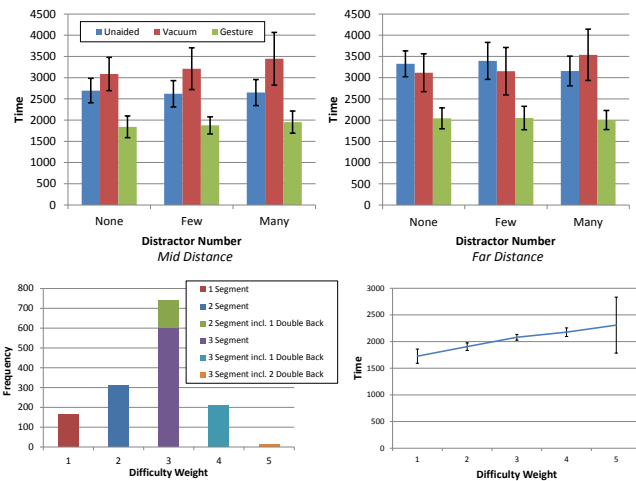 4500
4000
3500
3000
2500
2000
1500
1000
500
0
Time
Unaided Vacuum Gesture
None Few Many
Distractor Number
Mid Distance
4500
4000
3500
3000
2500
2000
1500
1000
500
0
Time
None Few Many
Distractor Number
Far Distance
800
700
600
500
400
300
200
100
0
Frequency
1 Segment
2 Segment
2 Segment incl. 1 Double Back
3 Segment
3 Segment incl. 1 Double Back
3 Segment incl. 2 Double Back
1 2 3 4 5
Difficulty Weight
3000
2500
2000
1500
1000
500
0
Time
1 2 3 4 5
Difficulty Weight